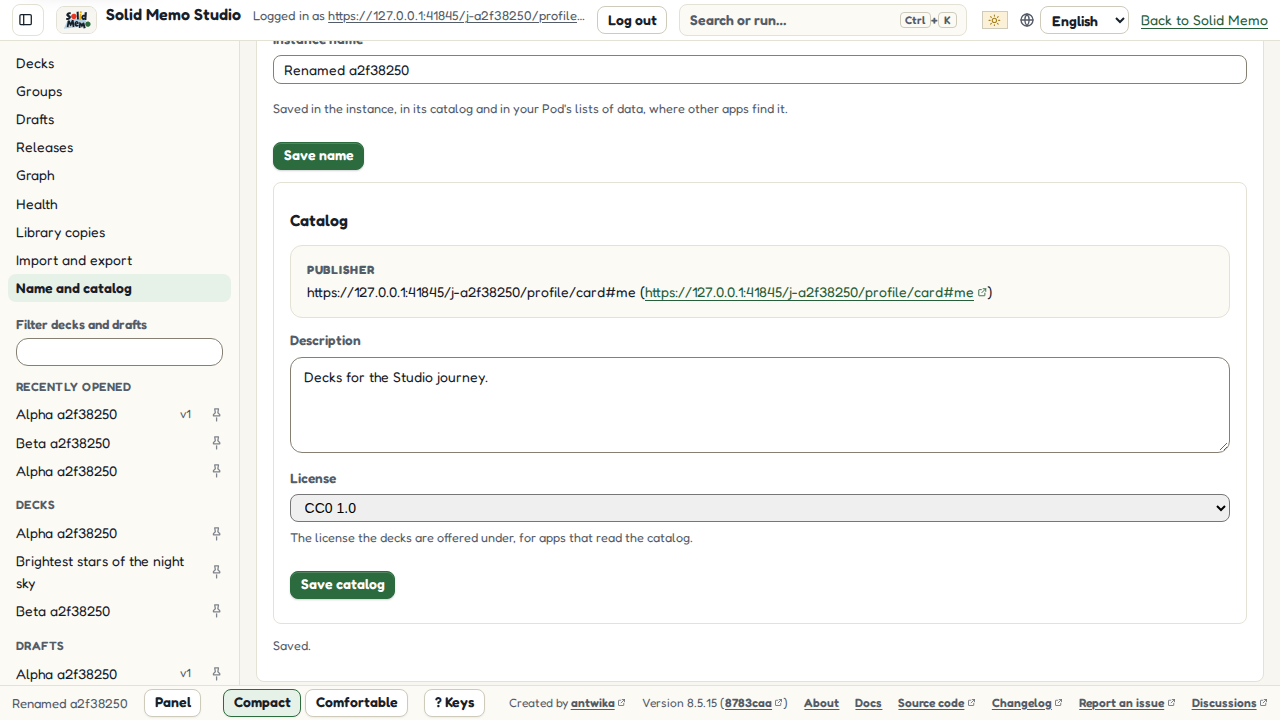 Solid Memo Solid Memo Studio Logged in as https://127.0.0.1:41845/j-a2f38250/profile... Log out Search or run... Ctrl + K English Back to Solid Memo
Decks
Groups
Drafts
Releases
Graph
Health
Library copies
Import and export
Name and catalog
Filter decks and drafts
RECENTLY OPENED
Alpha a2f38250 v1
Beta a2f38250
Alpha a2f38250
DECKS
Alpha a2f38250
Brightest stars of the night
sky
Beta a2f38250
DRAFTS
Alpha a2f38250 v1
Instance name
Renamed a2f38250
Saved in the instance, in its catalog and in your Pod's lists of data, where other apps find it.
Save name
Catalog
PUBLISHER
https://127.0.0.1:41845/j-a2f38250/profile/card#me (https://127.0.0.1:41845/j-a2f38250/profile/card#me)
Description
Decks for the Studio journey.
License
CC0 1.0
The license the decks are offered under, for apps that read the catalog.
Save catalog
Saved.
Renamed a2f38250 Panel Compact Comfortable ? Keys Created by antwika Version 8.5.15 (8783caa) About Docs Source code Changelog Report an issue Discussions